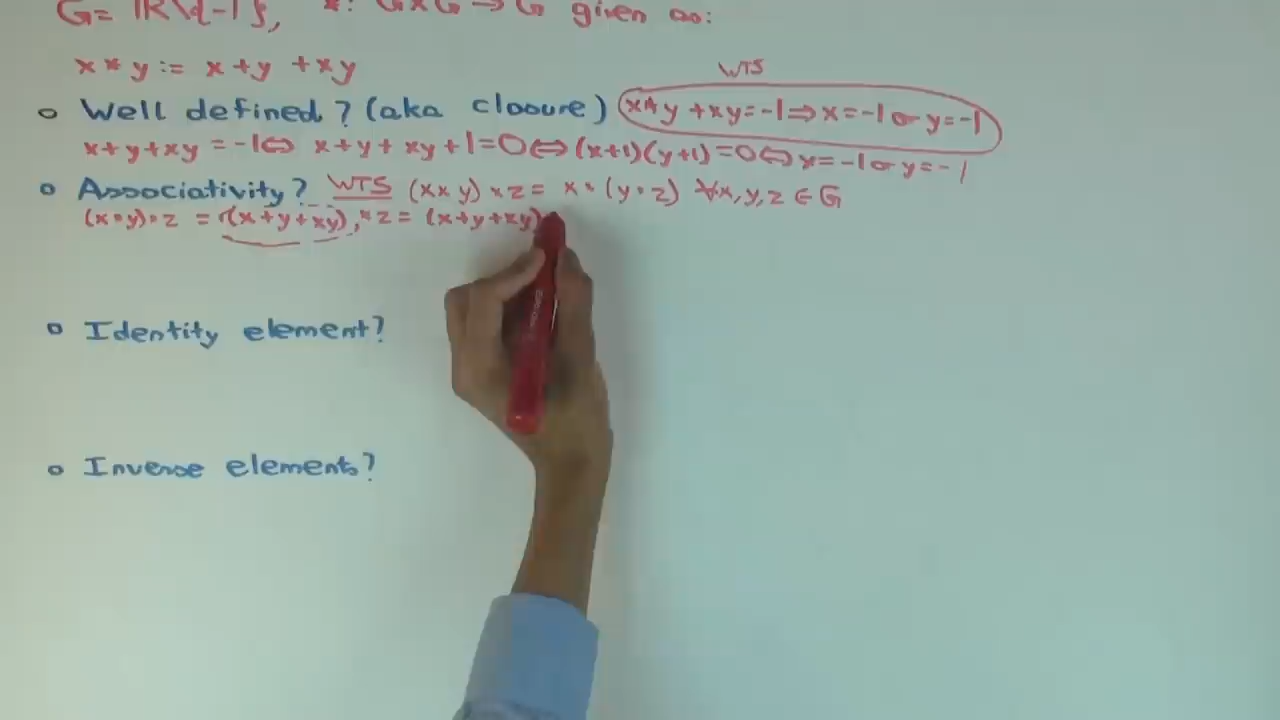 G = ℝ\{-1}, *: G×G→G given as:
x * y := x+y +xy
WTS
○ Well defined? (aka closure) x+y +xy=-1⇒x=-1 or y=-1
x+y+xy =-1⇔ x+y+ xy+1=0⇔(x+1)(y+1)=0⇔x=-1 or y=-1
○ Associativity? WTS (x*y)*z= x*(y*z) ∀x,y,z∈G
(x*y)*z = (x+y+xy)*z= (x+y+xy)
○ Identity element?
○ Inverse elements?